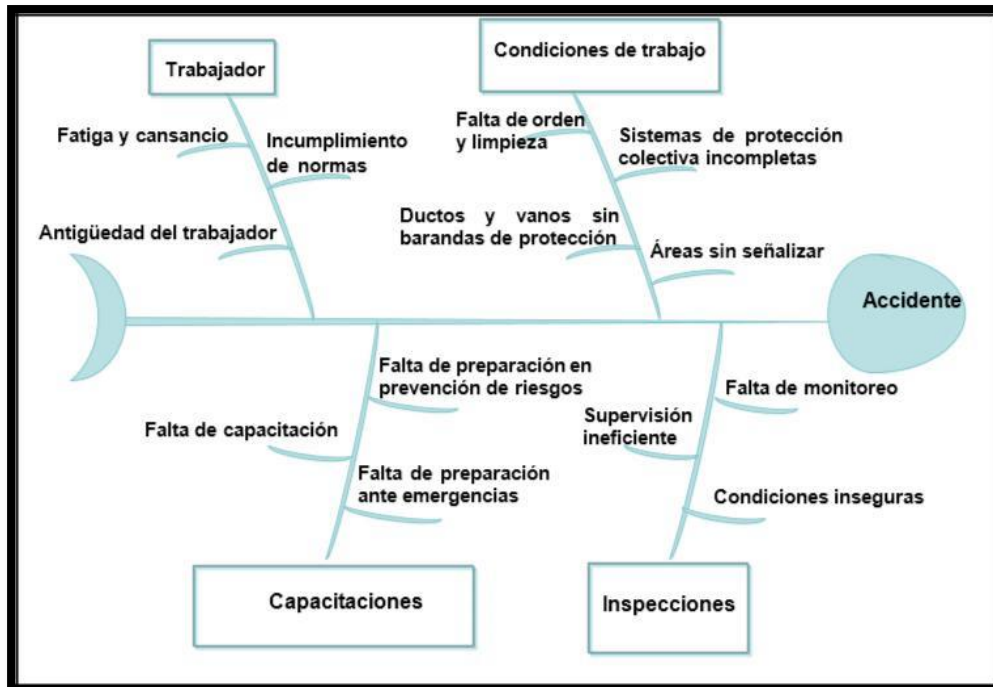 Trabajador
Condiciones de trabajo
Fatiga y cansancio
Incumplimiento
de normas
Antigüedad del trabajador
Falta de orden
y limpieza
Sistemas de protección
colectiva incompletas
Ductos y vanos sin
barandas de protección
Áreas sin señalizar
Accidente
Falta de preparación en
prevención de riesgos
Falta de capacitación
Falta de preparación
ante emergencias
Falta de monitoreo
Supervisión
ineficiente
Condiciones inseguras
Capacitaciones
Inspecciones